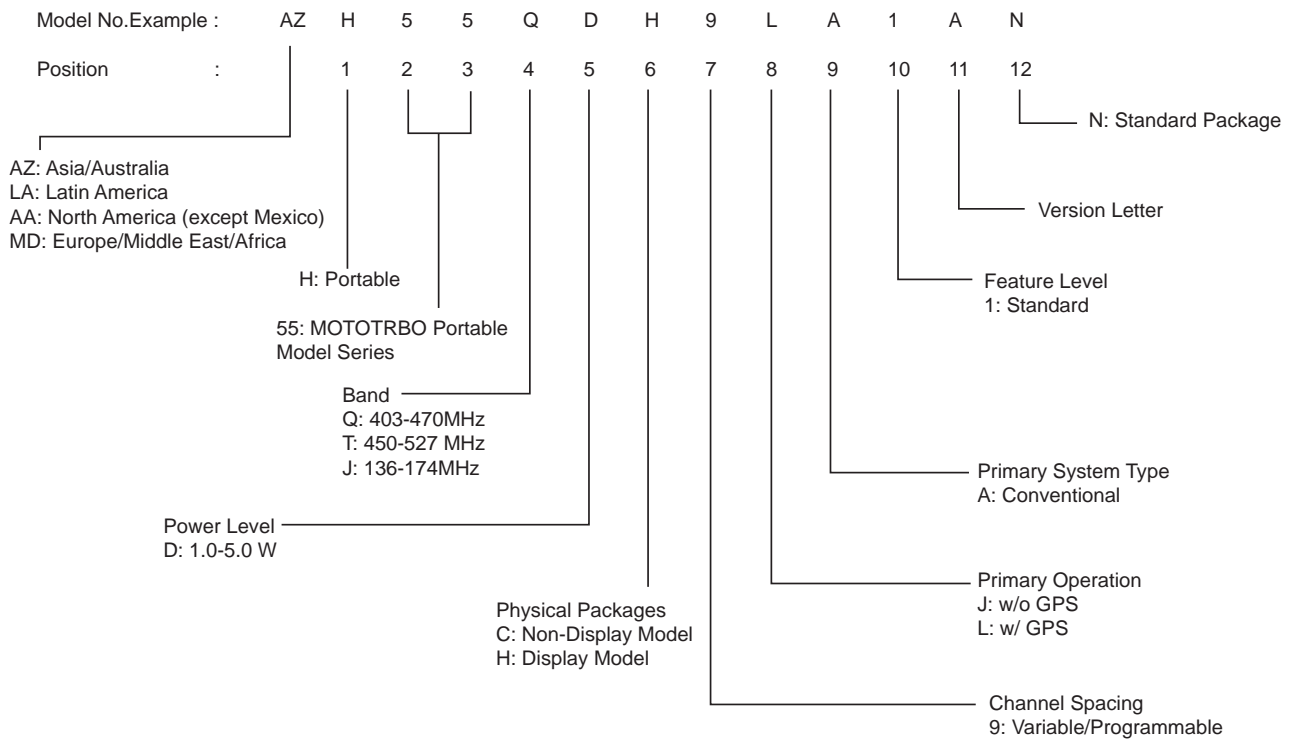 Model No.Example : AZ H 5 5 Q D H 9 L A 1 A N
Position : 1 2 3 4 5 6 7 8 9 10 11 12
N: Standard Package
AZ: Asia/Australia
LA: Latin America
AA: North America (except Mexico)
MD: Europe/Middle East/Africa
Version Letter
H: Portable
Feature Level
1: Standard
55: MOTOTRBO Portable
Model Series
Band
Q: 403-470MHz
T: 450-527 MHz
J: 136-174MHz
Primary System Type
A: Conventional
Power Level
D: 1.0-5.0 W
Primary Operation
J: w/o GPS
L: w/ GPS
Physical Packages
C: Non-Display Model
H: Display Model
Channel Spacing
9: Variable/Programmable